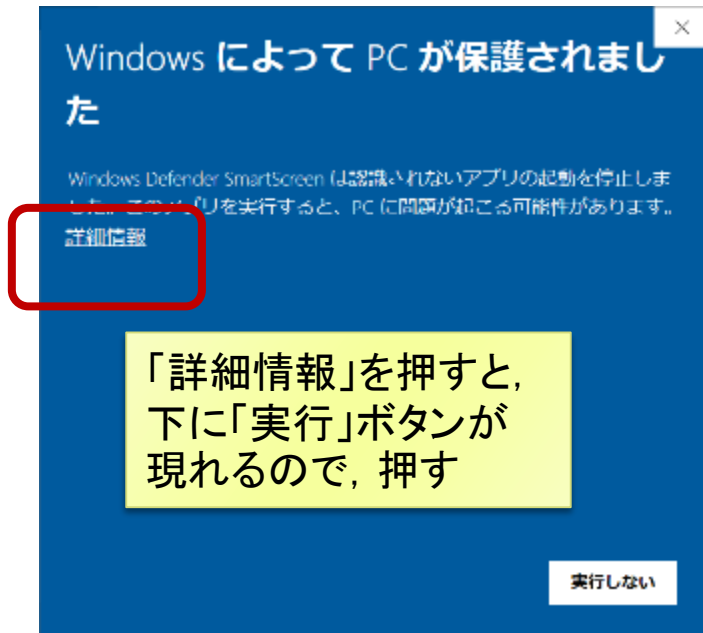 Windows によって PC が保護されまし
た
Windows Defender SmartScreen は認識されないアプリの起動を停止しま
した。このアプリを実行すると、PC に問題が起こる可能性があります。
詳細情報
「詳細情報」を押すと，
下に「実行」ボタンが
現れるので，押す
実行しない